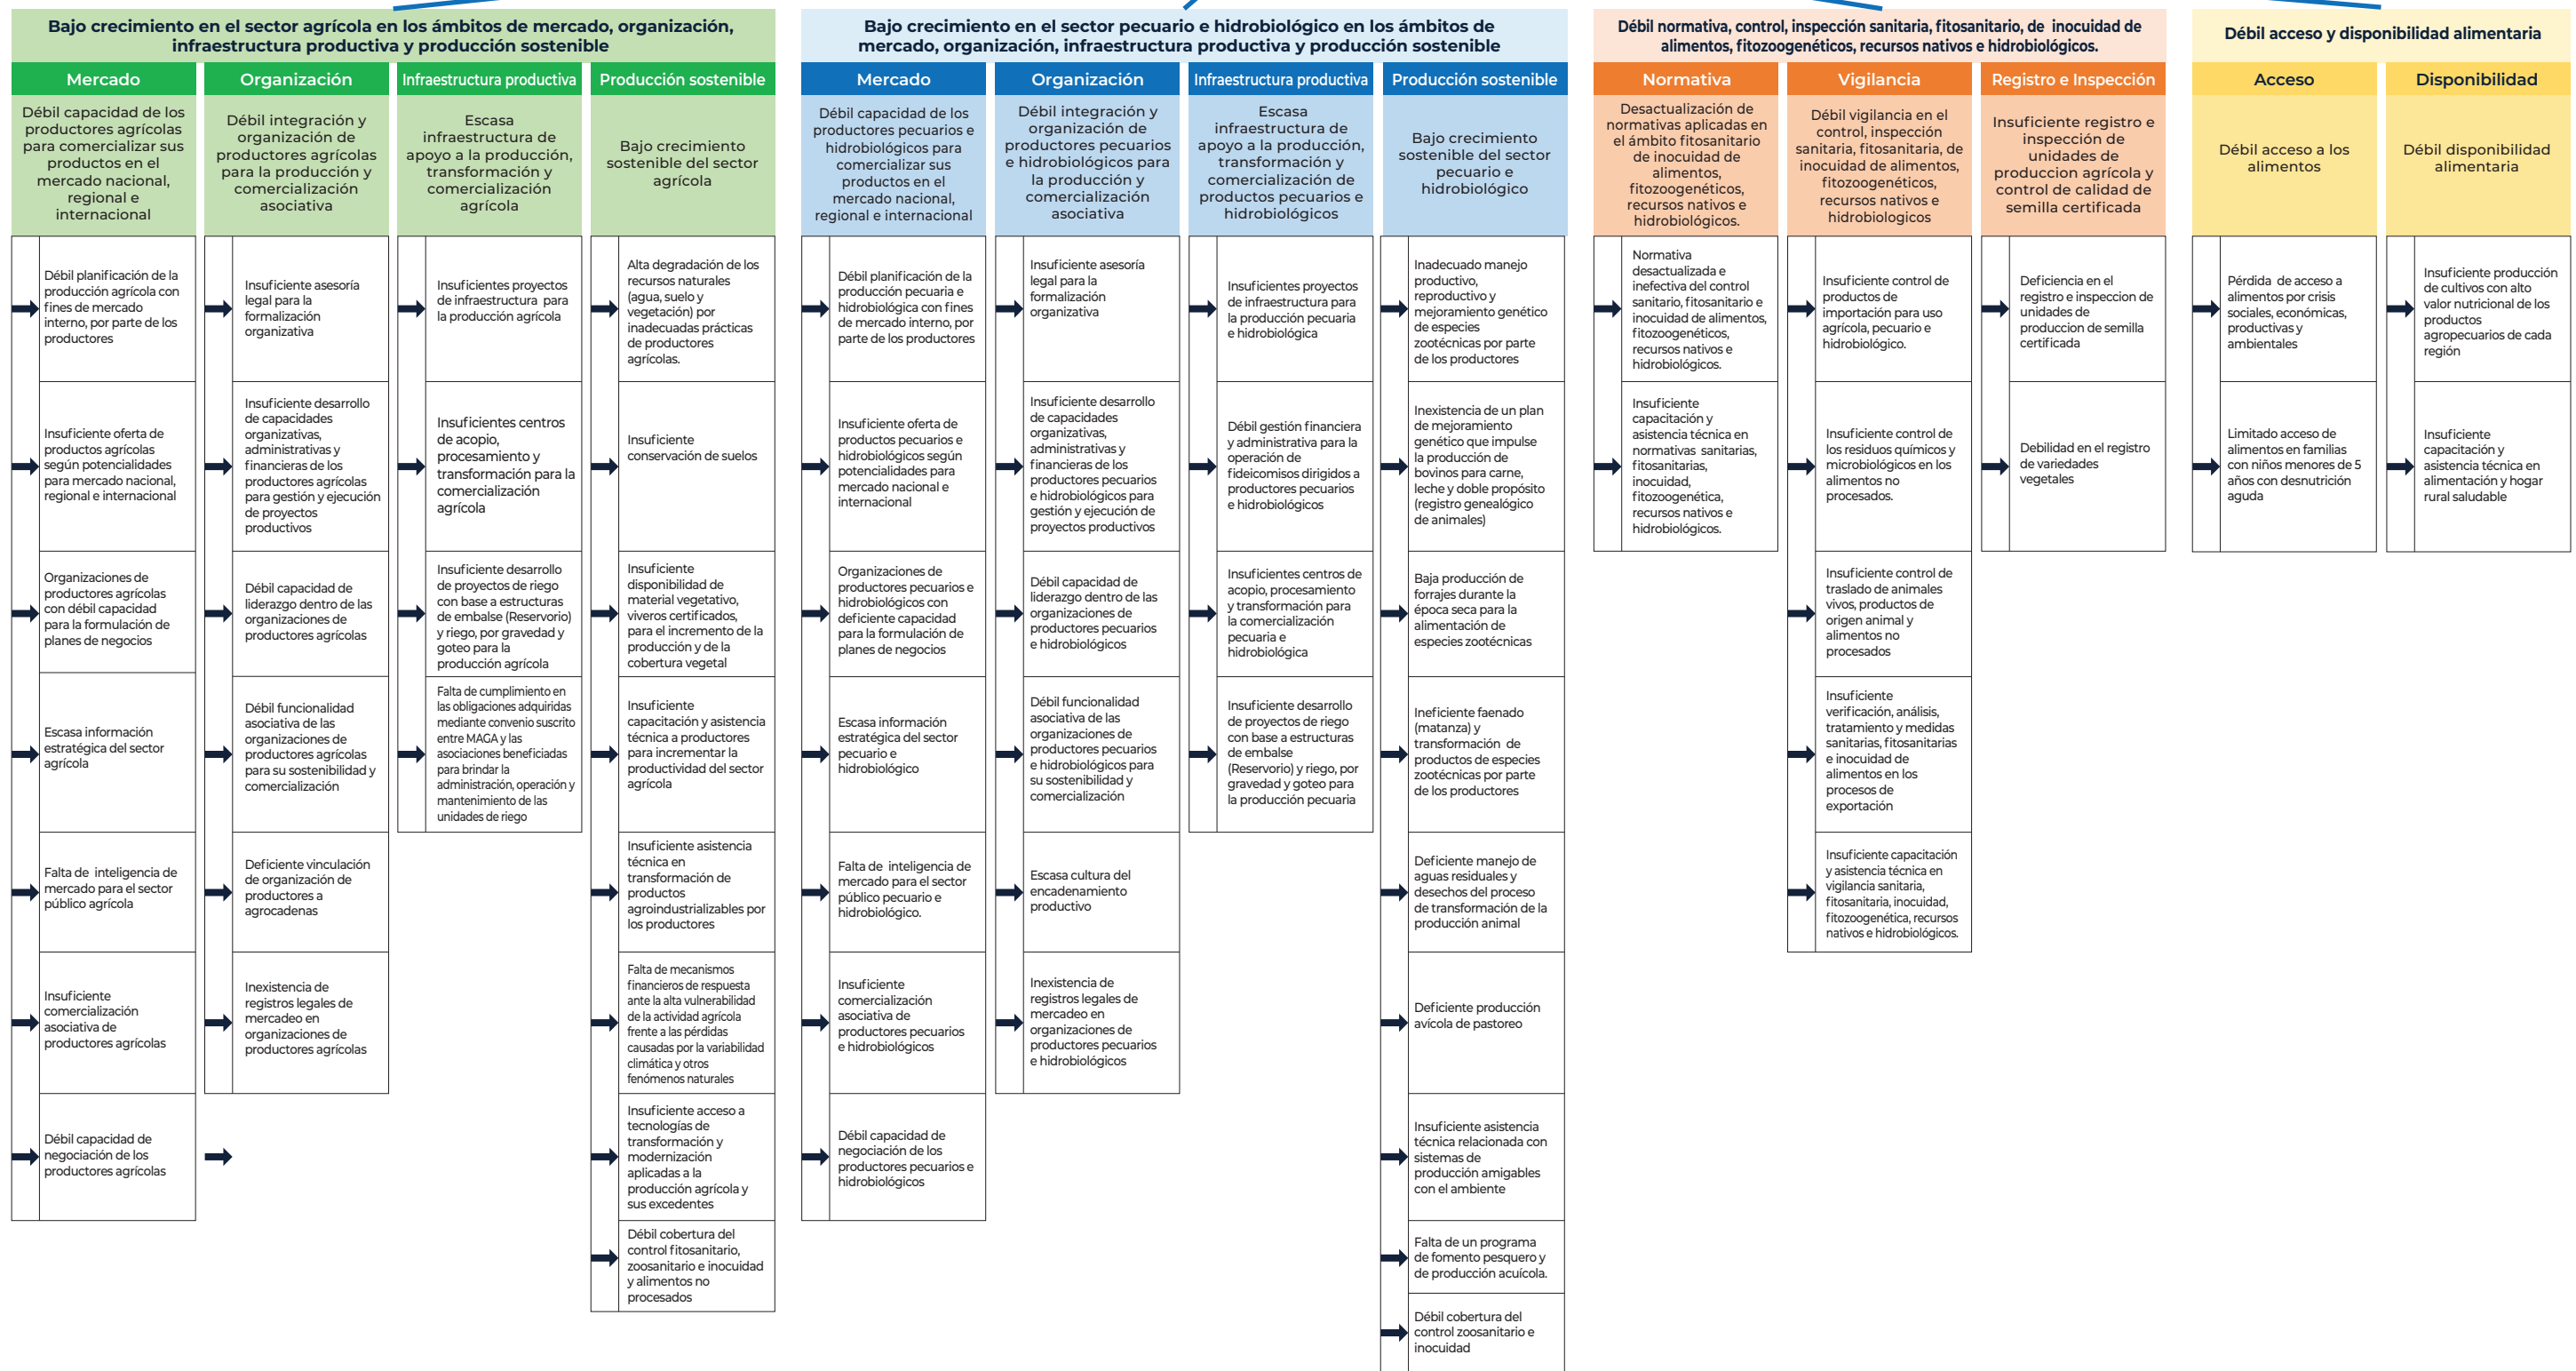 Bajo crecimiento en el sector agrícola en los ámbitos de mercado, organización,
infraestructura productiva y producción sostenible
Mercado
Débil capacidad de los
productores agrícolas
para comercializar sus
productos en el
mercado nacional,
regional e
internacional
Débil planificación de la
producción agrícola con
fines de mercado
interno, por parte de los
productores
Insuficiente oferta de
productos agrícolas
según potencialidades
para mercado nacional,
regional e internacional
Organizaciones de
productores agrícolas
con débil capacidad
para la formulación de
planes de negocios
Escasa información
estratégica del sector
agrícola
Falta de inteligencia de
mercado para el sector
público agrícola
Insuficiente
comercialización
asociativa de
productores agrícolas
Débil capacidad de
negociación de los
productores agrícolas
Organización
Débil integración y
organización de
productores agrícolas
para la producción y
comercialización
asociativa
Insuficiente asesoría
legal para la
formalización
organizativa
Insuficiente desarrollo
de capacidades
organizativas,
administrativas y
financieras de los
productores agrícolas
para gestión y ejecución
de proyectos
productivos
Débil capacidad de
liderazgo dentro de las
organizaciones de
productores agrícolas
Débil funcionalidad
asociativa de las
organizaciones de
productores agrícolas
para su sostenibilidad y
comercialización
Deficiente vinculación
de organización de
productores a
agrocadenas
Inexistencia de
registros legales de
mercadeo en
organizaciones de
productores agrícolas
Infraestructura productiva
Escasa
infraestructura de
apoyo a la producción,
transformación y
comercialización
agrícola
Insuficientes proyectos
de infraestructura para
la producción agrícola
Insuficientes centros
de acopio,
procesamiento y
transformación para la
comercialización
agrícola
Insuficiente desarrollo
de proyectos de riego
con base a estructuras
de embalse (Reservorio)
y riego, por gravedad y
goteo para la
producción agrícola
Falta de cumplimiento en
las obligaciones adquiridas
mediante convenio suscrito
entre MAGA y las
asociaciones beneficiadas
para brindar la
administración, operación y
mantenimiento de las
unidades de riego
Producción sostenible
Bajo crecimiento
sostenible del sector
agrícola
Alta degradación de los
recursos naturales
(agua, suelo y
vegetación) por
inadecuadas prácticas
de productores
agrícolas.
Insuficiente
conservación de suelos
Insuficiente
disponibilidad de
material vegetativo,
viveros certificados,
para el incremento de la
producción y de la
cobertura vegetal
Insuficiente
capacitación y asistencia
técnica a productores
para incrementar la
productividad del sector
agrícola
Insuficiente asistencia
técnica en
transformación de
productos
agroindustrializables por
los productores
Falta de mecanismos
financieros de respuesta
ante la alta vulnerabilidad
de la actividad agrícola
frente a las pérdidas
causadas por la variabilidad
climática y otros
fenómenos naturales
Insuficiente acceso a
tecnologías de
transformación y
modernización
aplicadas a la
producción agrícola y
sus excedentes
Débil cobertura del
control fitosanitario,
zoosanitario e inocuidad
y alimentos no
procesados
Bajo crecimiento en el sector pecuario e hidrobiológico en los ámbitos de
mercado, organización, infraestructura productiva y producción sostenible
Mercado
Débil capacidad de los
productores pecuarios e
hidrobiológicos para
comercializar sus
productos en el
mercado nacional,
regional e internacional
Débil planificación de la
producción pecuaria e
hidrobiológica con fines
de mercado interno, por
parte de los productores
Insuficiente oferta de
productos pecuarios e
hidrobiológicos según
potencialidades para
mercado nacional e
internacional
Organizaciones de
productores pecuarios e
hidrobiológicos con
deficiente capacidad
para la formulación de
planes de negocios
Escasa información
estratégica del sector
pecuario e
hidrobiológico
Falta de inteligencia de
mercado para el sector
público pecuario e
hidrobiológico.
Insuficiente
comercialización
asociativa de
productores pecuarios
e hidrobiológicos
Débil capacidad de
negociación de los
productores pecuarios e
hidrobiológicos
Organización
Débil integración y
organización de
productores pecuarios
e hidrobiológicos para
la producción y
comercialización
asociativa
Insuficiente asesoría
legal para la
formalización
organizativa
Insuficiente desarrollo
de capacidades
organizativas,
administrativas y
financieras de los
productores pecuarios
e hidrobiológicos para
gestión y ejecución de
proyectos productivos
Débil capacidad de
liderazgo dentro de las
organizaciones de
productores pecuarios
e hidrobiológicos
Débil funcionalidad
asociativa de las
organizaciones de
productores pecuarios
e hidrobiológicos para
su sostenibilidad y
comercialización
Escasa cultura del
encadenamiento
productivo
Inexistencia de
registros legales de
mercadeo en
organizaciones de
productores pecuarios
e hidrobiológicos
Infraestructura productiva
Escasa
infraestructura de
apoyo a la producción,
transformación y
comercialización de
productos pecuarios e
hidrobiológicos
Insuficientes proyectos
de infraestructura para
la producción pecuaria
e hidrobiológica
Débil gestión financiera
y administrativa para la
operación de
fideicomisos dirigidos a
productores pecuarios
e hidrobiológicos
Insuficientes centros de
acopio, procesamiento
y transformación para
la comercialización
pecuaria e
hidrobiológica
Insuficiente desarrollo
de proyectos de riego
con base a estructuras
de embalse
(Reservorio) y riego, por
gravedad y goteo para
la producción pecuaria
Producción sostenible
Bajo crecimiento
sostenible del sector
pecuario e
hidrobiológico
Inadecuado manejo
productivo,
reproductivo y
mejoramiento genético
de especies
zootécnicas por parte
de los productores
Inexistencia de un plan
de mejoramiento
genético que impulse
la producción de
bovinos para carne,
leche y doble propósito
(registro genealógico
de animales)
Baja producción de
forrajes durante la
época seca para la
alimentación de
especies zootécnicas
Ineficiente faenado
(matanza) y
transformación de
productos de especies
zootécnicas por parte
de los productores
Deficiente manejo de
aguas residuales y
desechos del proceso
de transformación de la
producción animal
Deficiente producción
avícola de pastoreo
Insuficiente asistencia
técnica relacionada con
sistemas de
producción amigables
con el ambiente
Falta de un programa
de fomento pesquero y
de producción acuícola.
Débil cobertura del
control zoosanitario e
inocuidad
Débil normativa, control, inspección sanitaria, fitosanitario, de inocuidad de
alimentos, fitozoogenéticos, recursos nativos e hidrobiológicos.
Normativa
Desactualización de
normativas aplicadas en
el ámbito fitosanitario
de inocuidad de
alimentos,
fitozoogenéticos,
recursos nativos e
hidrobiológicos.
Normativa
desactualizada e
inefectiva del control
sanitario, fitosanitario e
inocuidad de alimentos,
fitozoogenéticos,
recursos nativos e
hidrobiológicos.
Insuficiente
capacitación y
asistencia técnica en
normativas sanitarias,
fitosanitarias,
inocuidad,
fitozoogenética,
recursos nativos e
hidrobiológicos.
Vigilancia
Débil vigilancia en el
control, inspección
sanitaria, fitosanitaria, de
inocuidad de alimentos,
fitozoogenéticos,
recursos nativos e
hidrobiologicos
Insuficiente control de
productos de
importación para uso
agrícola, pecuario e
hidrobiológico.
Insuficiente control de
los residuos químicos y
microbiológicos en los
alimentos no
procesados.
Insuficiente control de
traslado de animales
vivos, productos de
origen animal y
alimentos no
procesados
Insuficiente
verificación, análisis,
tratamiento y medidas
sanitarias, fitosanitarias
e inocuidad de
alimentos en los
procesos de
exportación
Insuficiente capacitación
y asistencia técnica en
vigilancia sanitaria,
fitosanitaria, inocuidad,
fitozoogenética, recursos
nativos e hidrobiológicos.
Registro e Inspección
Insuficiente registro e
inspección de
unidades de
produccion agrícola y
control de calidad de
semilla certificada
Deficiencia en el
registro e inspeccion de
unidades de
produccion de semilla
certificada
Debilidad en el registro
de variedades
vegetales
Débil acceso y disponibilidad alimentaria
Acceso
Débil acceso a los
alimentos
Pérdida de acceso a
alimentos por crisis
sociales, económicas,
productivas y
ambientales
Limitado acceso de
alimentos en familias
con niños menores de 5
años con desnutrición
aguda
Disponibilidad
Débil disponibilidad
alimentaria
Insuficiente producción
de cultivos con alto
valor nutricional de los
productos
agropecuarios de cada
región
Insuficiente
capacitación y
asistencia técnica en
alimentación y hogar
rural saludable